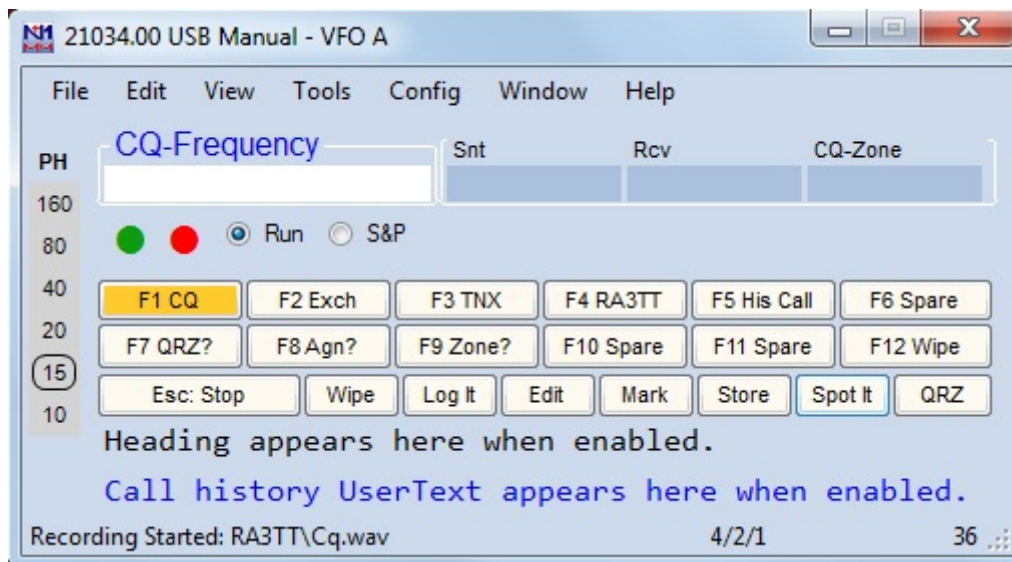 N1 MM 21034.00 USB Manual - VFO A
File Edit View Tools Config Window Help
PH CQ-Frequency Snt Rcv CQ-Zone
160
80 Run S&P
40 F1 CQ F2 Exch F3 TNX F4 RA3TT F5 His Call F6 Spare
20 F7 QRZ? F8 Agn? F9 Zone? F10 Spare F11 Spare F12 Wipe
15 Esc: Stop Wipe Log It Edit Mark Store Spot It QRZ
10
Heading appears here when enabled.
Call history UserText appears here when enabled.
Recording Started: RA3TT\Cq.wav 4/2/1 36